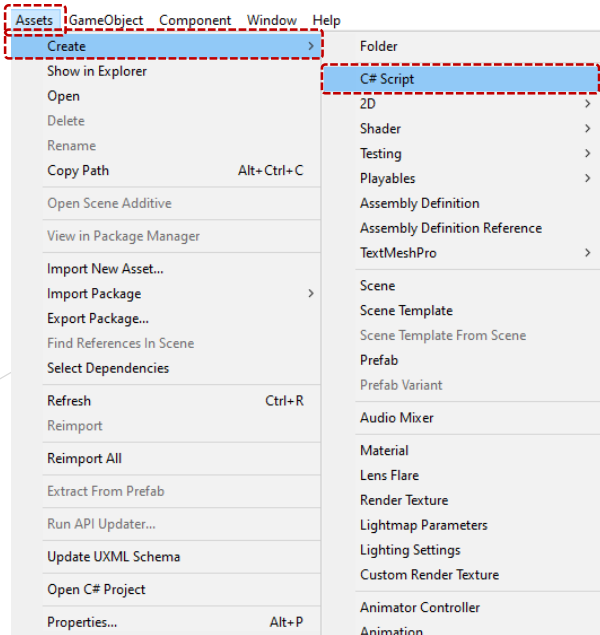 Assets GameObject Component Window Help
Create
Show in Explorer
Open
Delete
Rename
Copy Path Alt+Ctrl+C
Open Scene Additive
View in Package Manager
Import New Asset...
Import Package
Export Package...
Find References In Scene
Select Dependencies
Refresh Ctrl+R
Reimport
Reimport All
Extract From Prefab
Run API Updater...
Update UXML Schema
Open C# Project
Properties... Alt+P
Folder
C# Script
2D
Shader
Testing
Playables
Assembly Definition
Assembly Definition Reference
TextMeshPro
Scene
Scene Template
Scene Template From Scene
Prefab
Prefab Variant
Audio Mixer
Material
Lens Flare
Render Texture
Lightmap Parameters
Lighting Settings
Custom Render Texture
Animator Controller
Animation